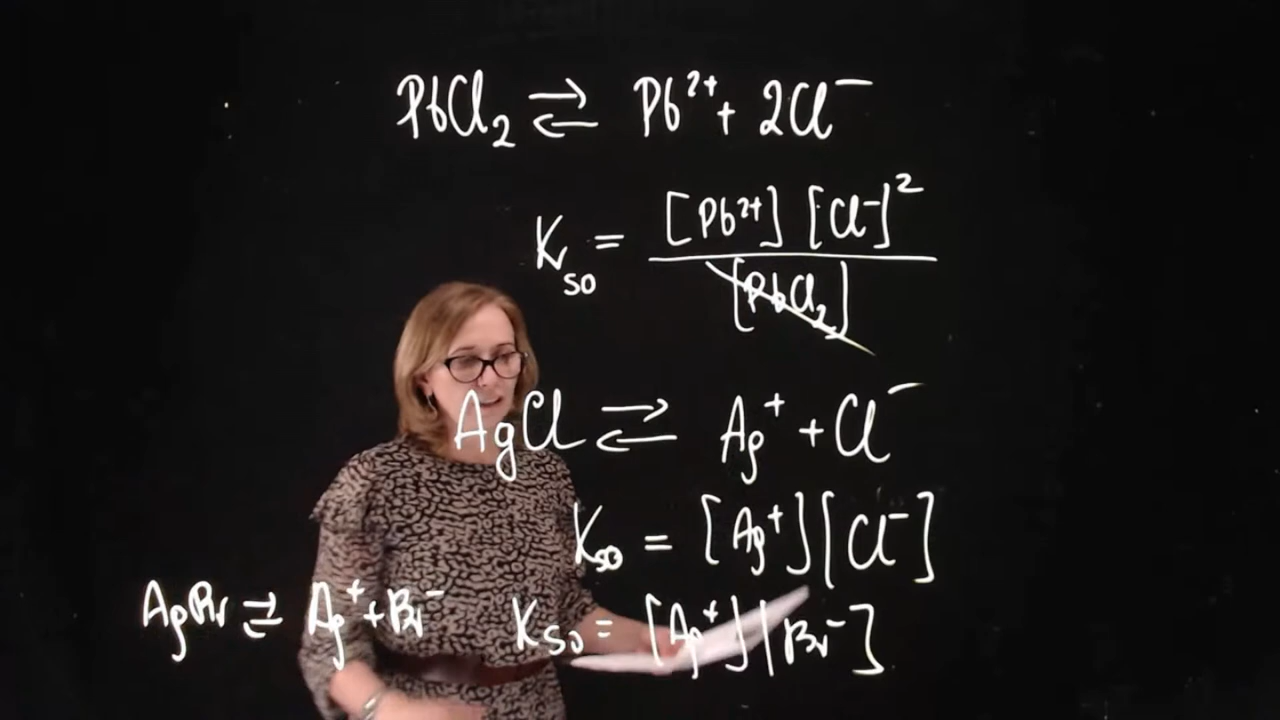 PbCl₂ ⇌ Pb²⁺ + 2Cl⁻
Kso = [Pb²⁺] [Cl⁻]²
[PbCl₂]
AgCl ⇌ Ag⁺ + Cl⁻
Kso = [Ag⁺][Cl⁻]
AgBr ⇌ Ag⁺ + Br⁻ Kso = [Ag⁺][Br⁻]